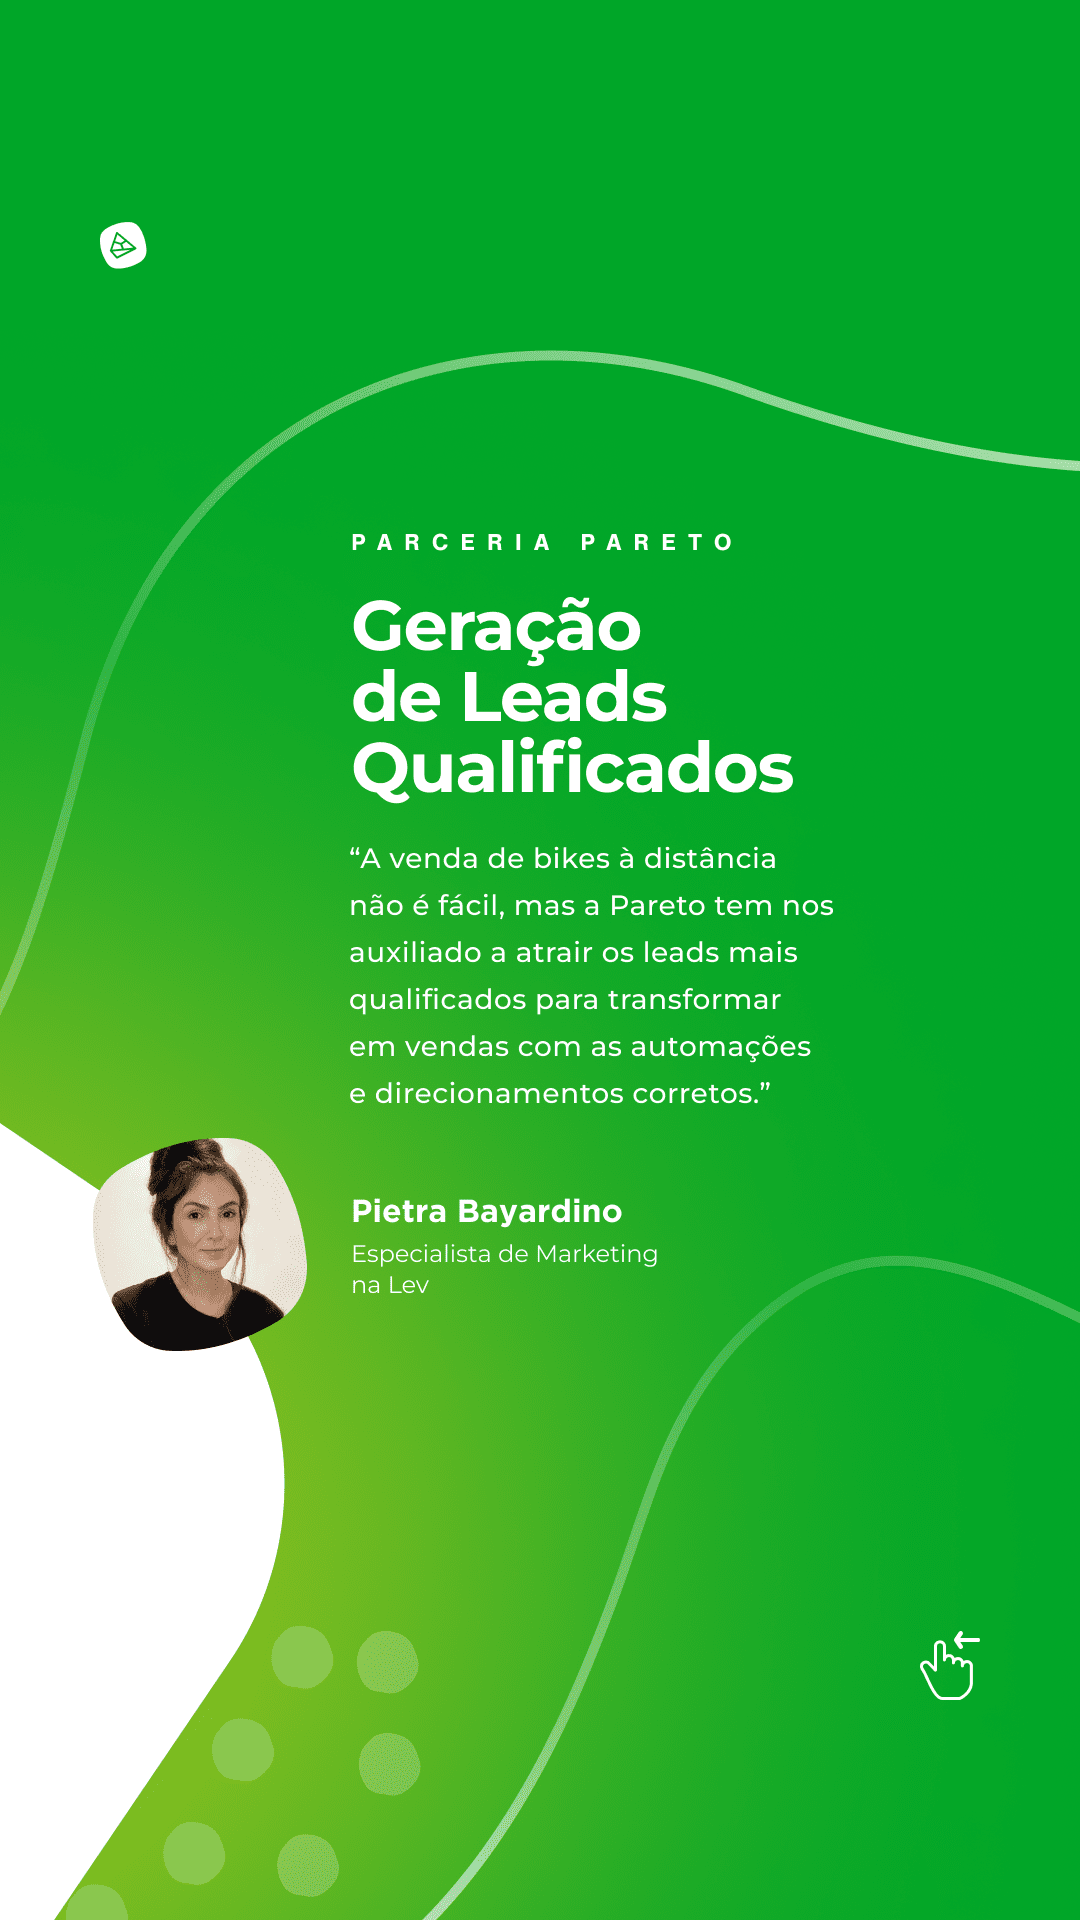 PARCERIA PARETO
Geração
de Leads
Qualificados
“A venda de bikes à distância
não é fácil, mas a Pareto tem nos
auxiliado a atrair os leads mais
qualificados para transformar
em vendas com as automações
e direcionamentos corretos.”
Pietra Bayardino
Especialista de Marketing
na Lev